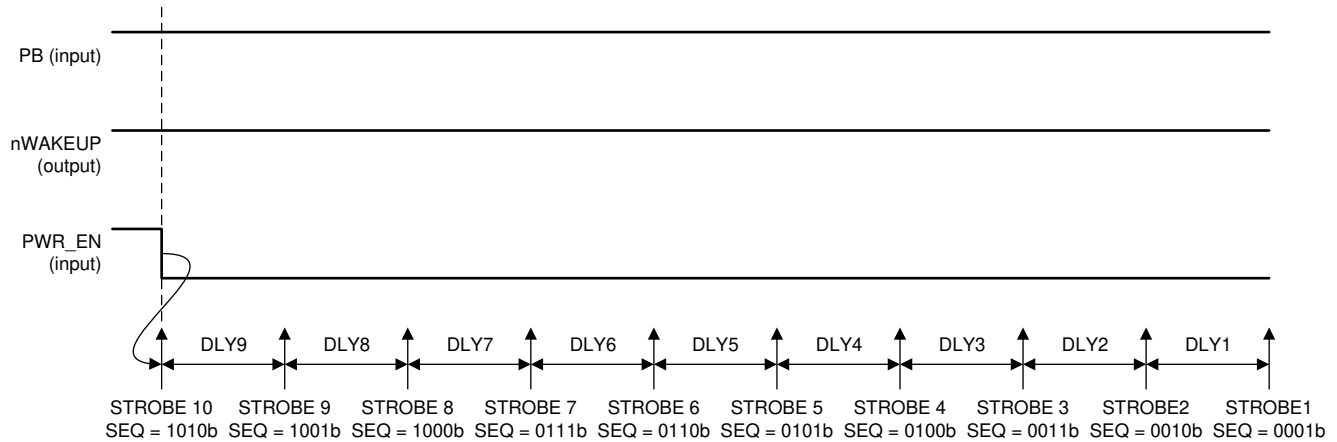 PB (input)
nWAKEUP
(output)
PWR_EN
(input)
DLY9 DLY8 DLY7 DLY6 DLY5 DLY4 DLY3 DLY2 DLY1
STROBE 10 STROBE 9 STROBE 8 STROBE 7 STROBE 6 STROBE 5 STROBE 4 STROBE 3 STROBE2 STROBE1
SEQ = 1010b SEQ = 1001b SEQ = 1000b SEQ = 0111b SEQ = 0110b SEQ = 0101b SEQ = 0100b SEQ = 0011b SEQ = 0010b SEQ = 0001b